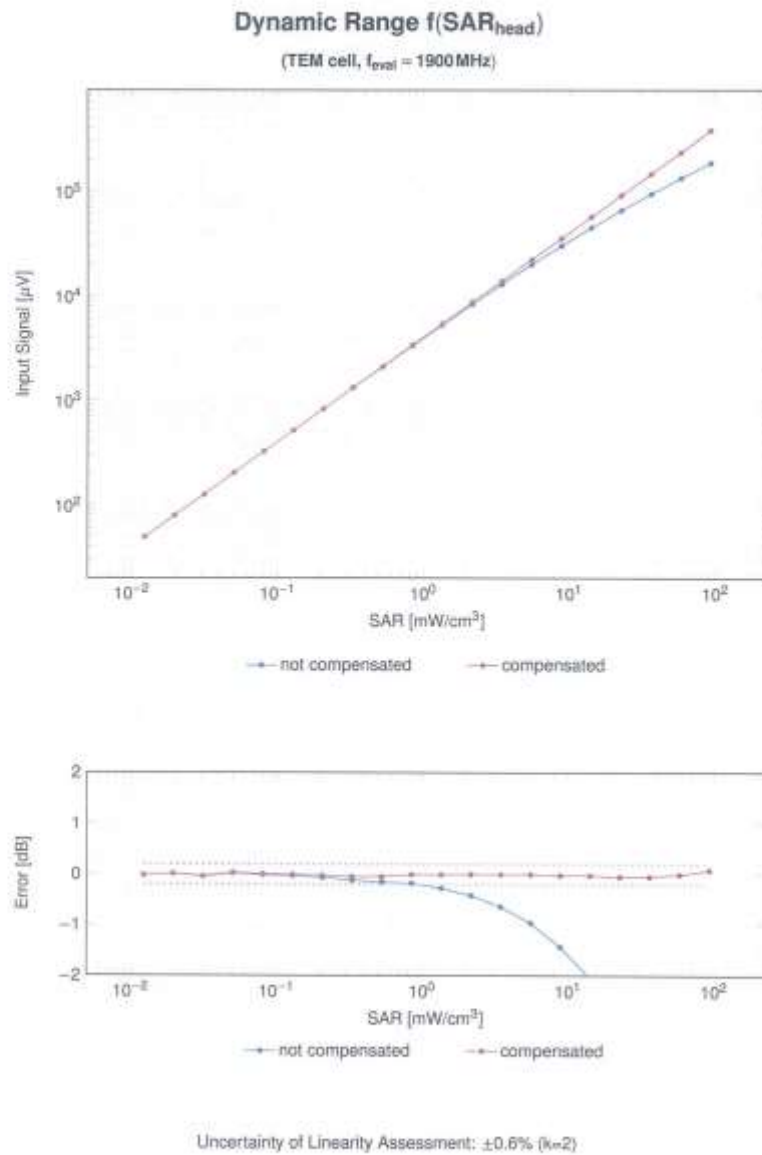 Dynamic Range f(SARhead)
(TEM cell, feval = 1900 MHz)
Input Signal [µV]
10⁵
10⁴
10³
10²
10⁻² 10⁻¹ 10⁰ 10¹ 10²
SAR [mW/cm³]
not compensated compensated
Error [dB]
2
1
0
−1
−2
10⁻² 10⁻¹ 10⁰ 10¹ 10²
SAR [mW/cm³]
not compensated compensated
Uncertainty of Linearity Assessment: ±0.6% (k=2)